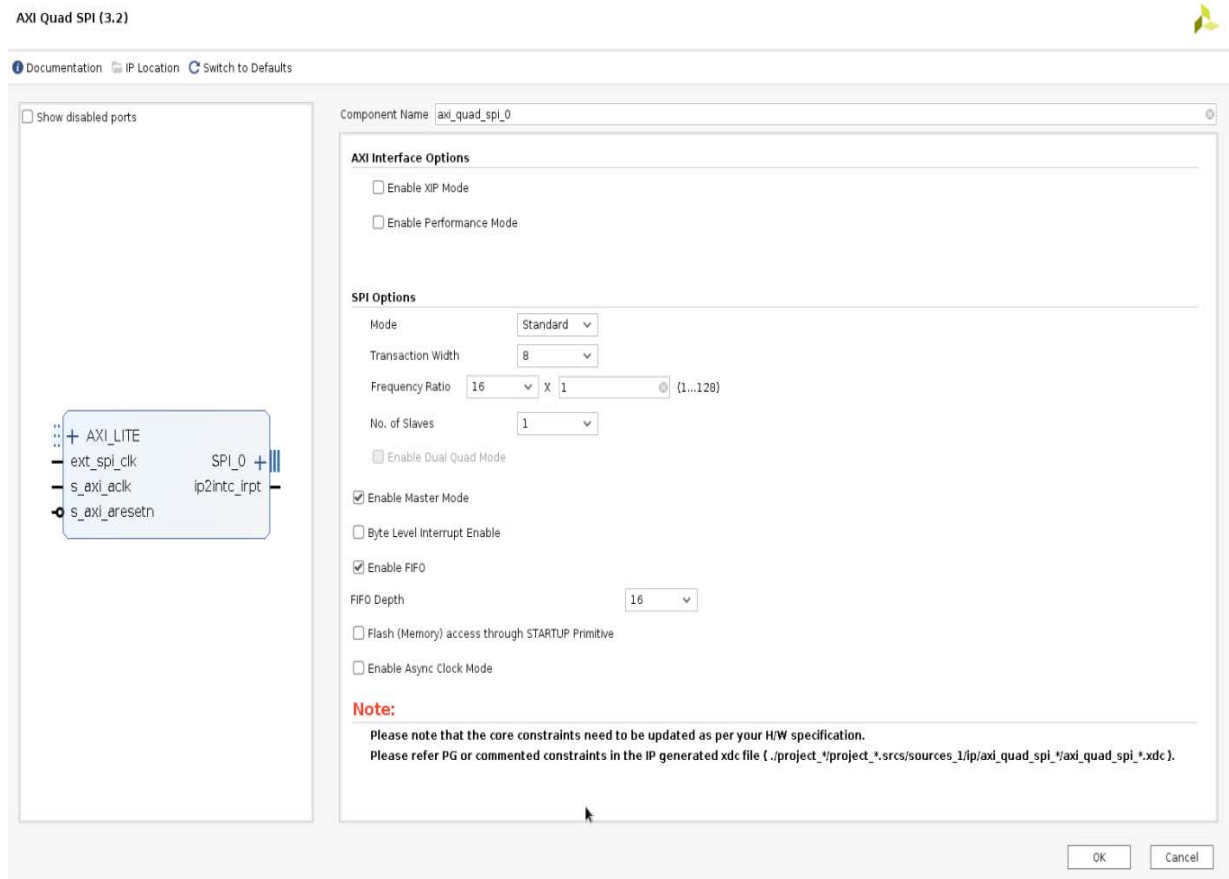 AXI Quad SPI (3.2)
Documentation IP Location Switch to Defaults
Show disabled ports
AXI_LITE
ext_spi_clk
s_axi_aclk
s_axi_aresetn
SPI_0
ip2intc_irpt
Component Name axi_quad_spi_0
AXI Interface Options
Enable XIP Mode
Enable Performance Mode
SPI Options
Mode Standard
Transaction Width 8
Frequency Ratio 16 X 1 {1...128}
No. of Slaves 1
Enable Dual Quad Mode
Enable Master Mode
Byte Level Interrupt Enable
Enable FIFO
FIFO Depth 16
Flash (Memory) access through STARTUP Primitive
Enable Async Clock Mode
Note:
Please note that the core constraints need to be updated as per your H/W specification.
Please refer PG or commented constraints in the IP generated xdc file { ./project_*/project_*.srcs/sources_1/ip/axi_quad_spi_*/axi_quad_spi_*.xdc }.
OK Cancel